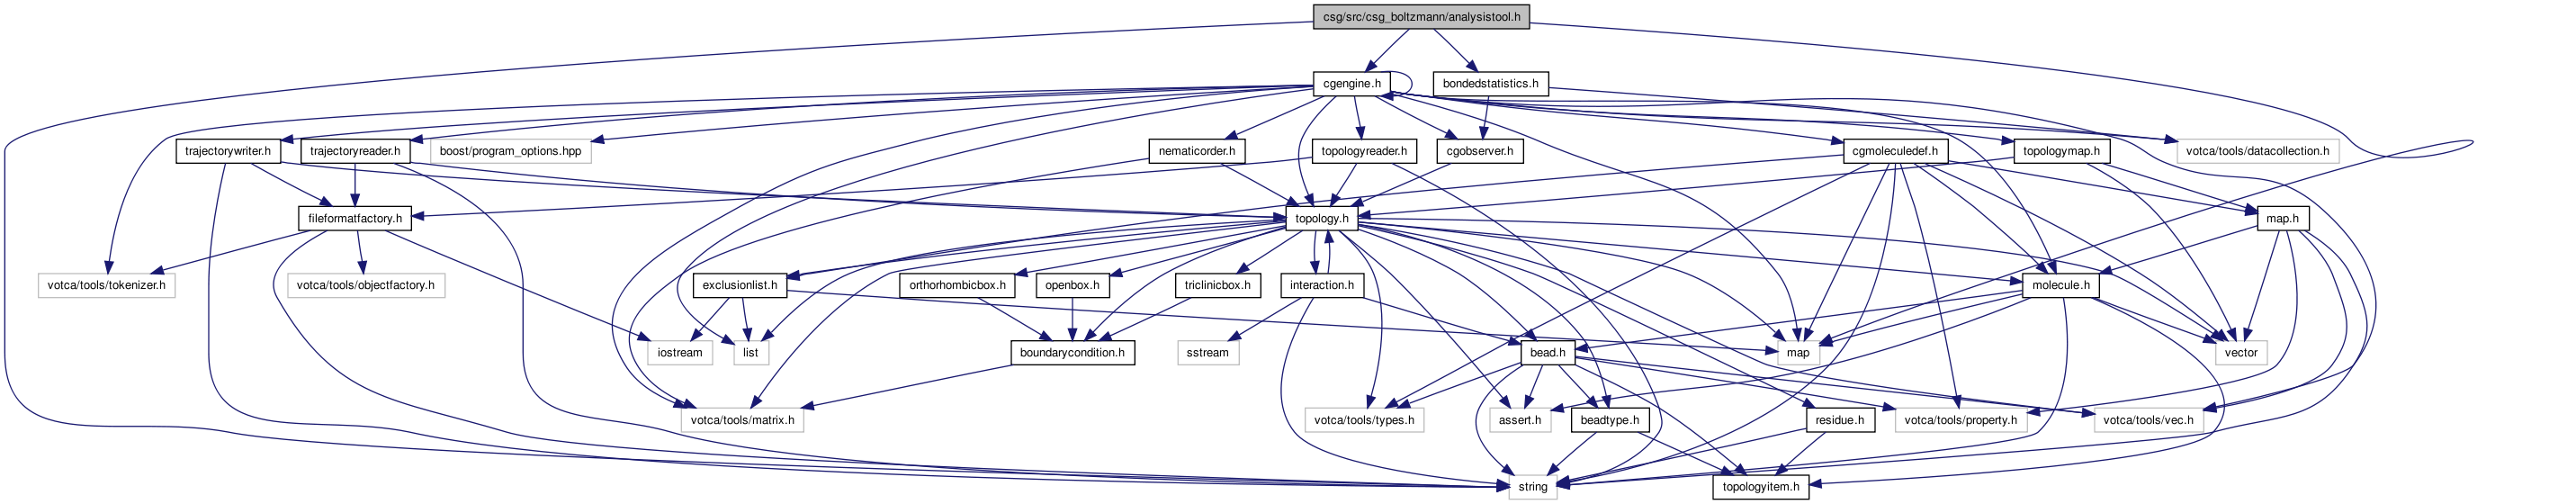 csg/src/csg_boltzmann/analysistool.h
cgengine.h
bondedstatistics.h
trajectorywriter.h
trajectoryreader.h
boost/program_options.hpp
nematicorder.h
topologyreader.h
cgobserver.h
cgmoleculedef.h
topologymap.h
votca/tools/datacollection.h
fileformatfactory.h
topology.h
map.h
votca/tools/tokenizer.h
votca/tools/objectfactory.h
exclusionlist.h
orthorhombicbox.h
openbox.h
triclinicbox.h
interaction.h
molecule.h
iostream
list
boundarycondition.h
sstream
bead.h
map
vector
votca/tools/matrix.h
votca/tools/types.h
assert.h
beadtype.h
residue.h
votca/tools/property.h
votca/tools/vec.h
string
topologyitem.h